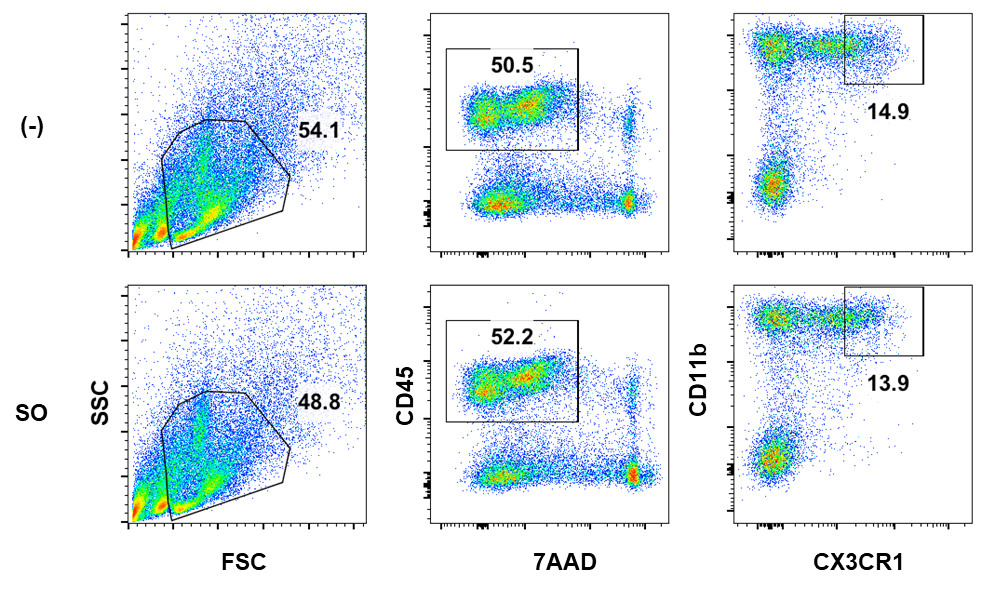 (-)
54.1
50.5
14.9
SO
SSC
48.8
CD45
52.2
CD11b
13.9
FSC
7AAD
CX3CR1